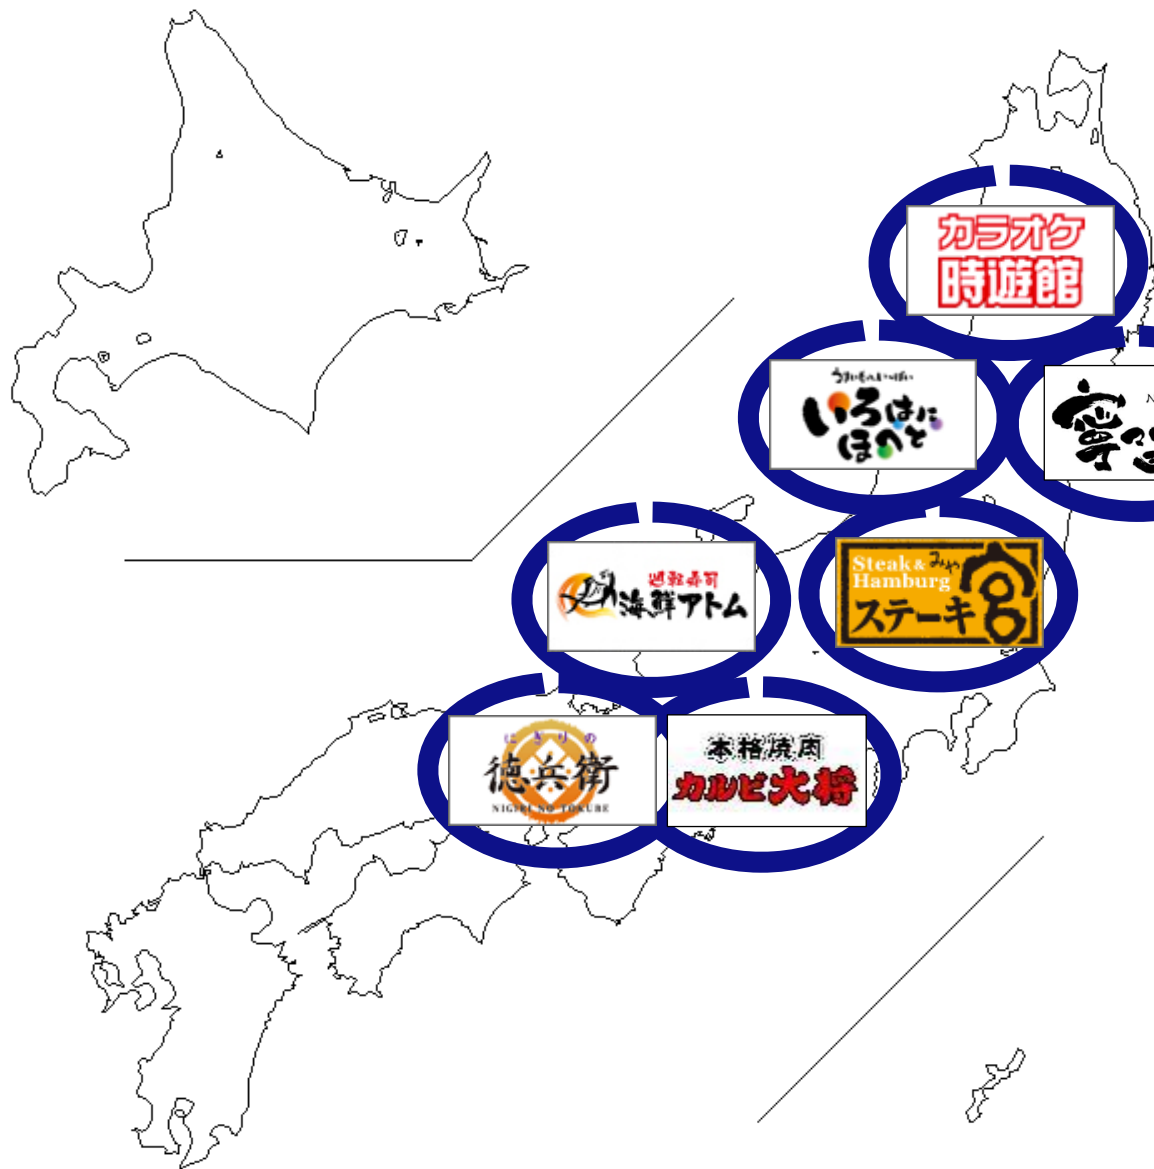 カラオケ
時遊館
うまいものいっぱい
いろはに
ほへと
Steak &
Hamburg
みや
ステーキ宮
廻転寿司
海鮮アトム
にぎりの
徳兵衛
NIGIRI NO TOKUBE
本格焼肉
カルビ大将